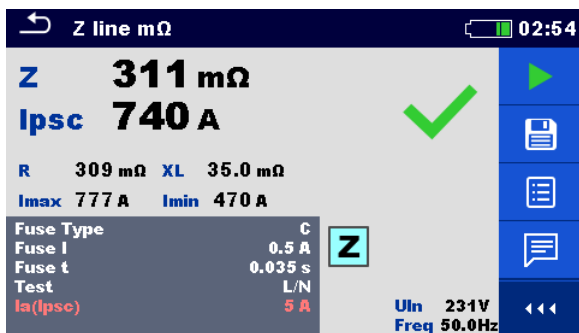 Z line mΩ 02:54
Z 311 mΩ
Ipsc 740 A
R 309 mΩ XL 35.0 mΩ
Imax 777 A Imin 470 A
Fuse Type C
Fuse I 0.5 A
Fuse t 0.035 s
Test L/N
Ia(Ipsc) 5 A
Z
Uln 231V
Freq 50.0Hz